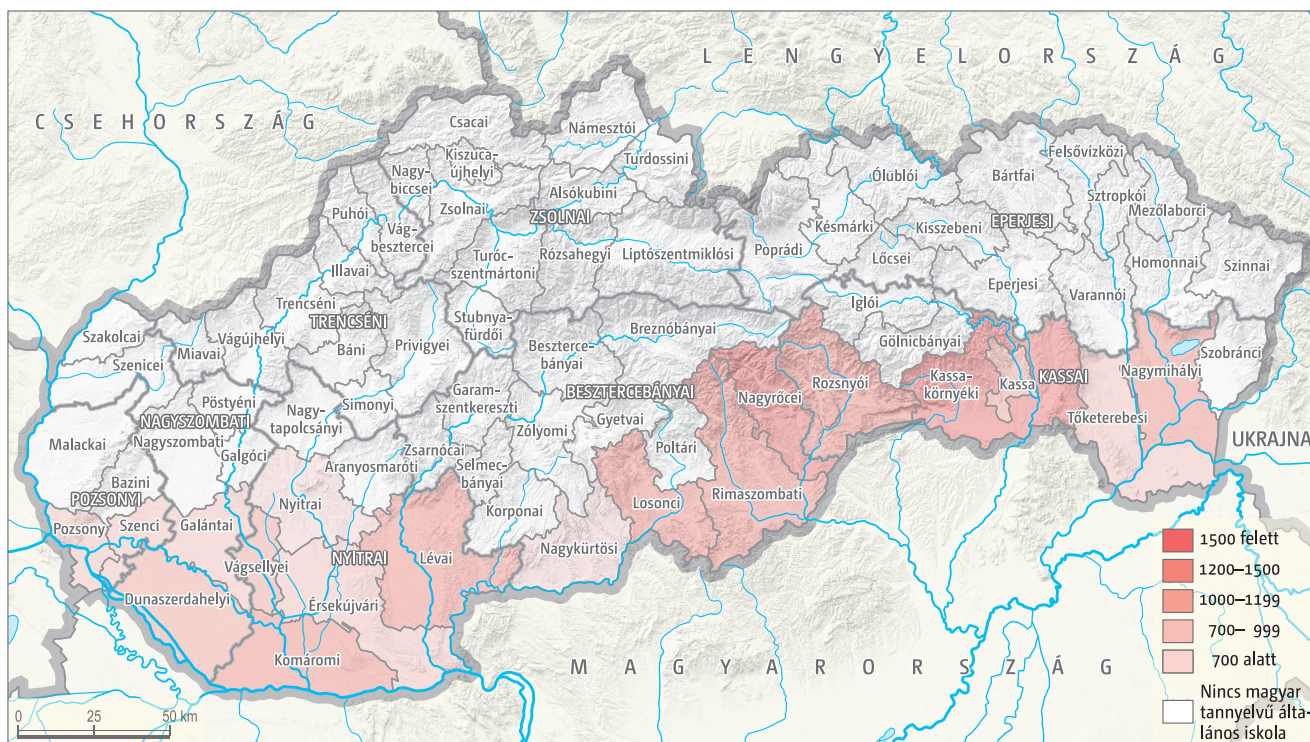 LENGYELORSZÁG
CSEHORSZÁG
Csacai
Námesztói
Kiszuca-
újhelyi
Turdossini
Nagy-
biccsei
Alsókubini
Zsolnai
ZSOLNAI
Puhói
Vág-
besztercei
Turóc-
szentmártoni
Rózsahegyi
Liptószentmiklósi
Illavai
Felsővízközi
Ólublói
Bártfai
Sztropkói
Mezőlaborci
Késmárki
Kisszebeni
EPERJESI
Poprádi
Lőcsei
Homonnai
Szinnai
Eperjesi
Varannói
Iglói
Gölnicbányai
Trencséni
TRENCSÉNI
Stubnya-
fürdői
Breznóbányai
Szakolcai
Vágújhelyi
Miavai
Báni
Privigyei
Beszterce-
bányai
Szenicei
Szobránci
Pöstyéni
Simonyi
Garam-
szentkereszti
BESZTERCEBÁNYAI
Nagyrőcei
Rozsnyói
Kassa-
környéki
Kassa
KASSAI
Nagymihályi
NAGYSZOMBATI
Nagy-
tapolcsányi
Gyetvai
Malackai
Nagyszombati
Galgóci
Zsarnócai
Zólyomi
Poltári
Tőketerebesi
UKRAJNA
Aranyosmaróti
Selmec-
bányai
Bazini
POZSONYI
Nyitrai
Korponai
Losonci
Rimaszombati
Pozsony
Szenci
Galántai
Nagykürtösi
Vágsellyei
NYITRAI
Lévai
Dunaszerdahelyi
Érsekújvári
Komáromi
MAGYARORSZÁG
1500 felett
1200–1500
1000–1199
700– 999
700 alatt
Nincs magyar
tannyelvű álta-
lános iskola
0 25 50 km